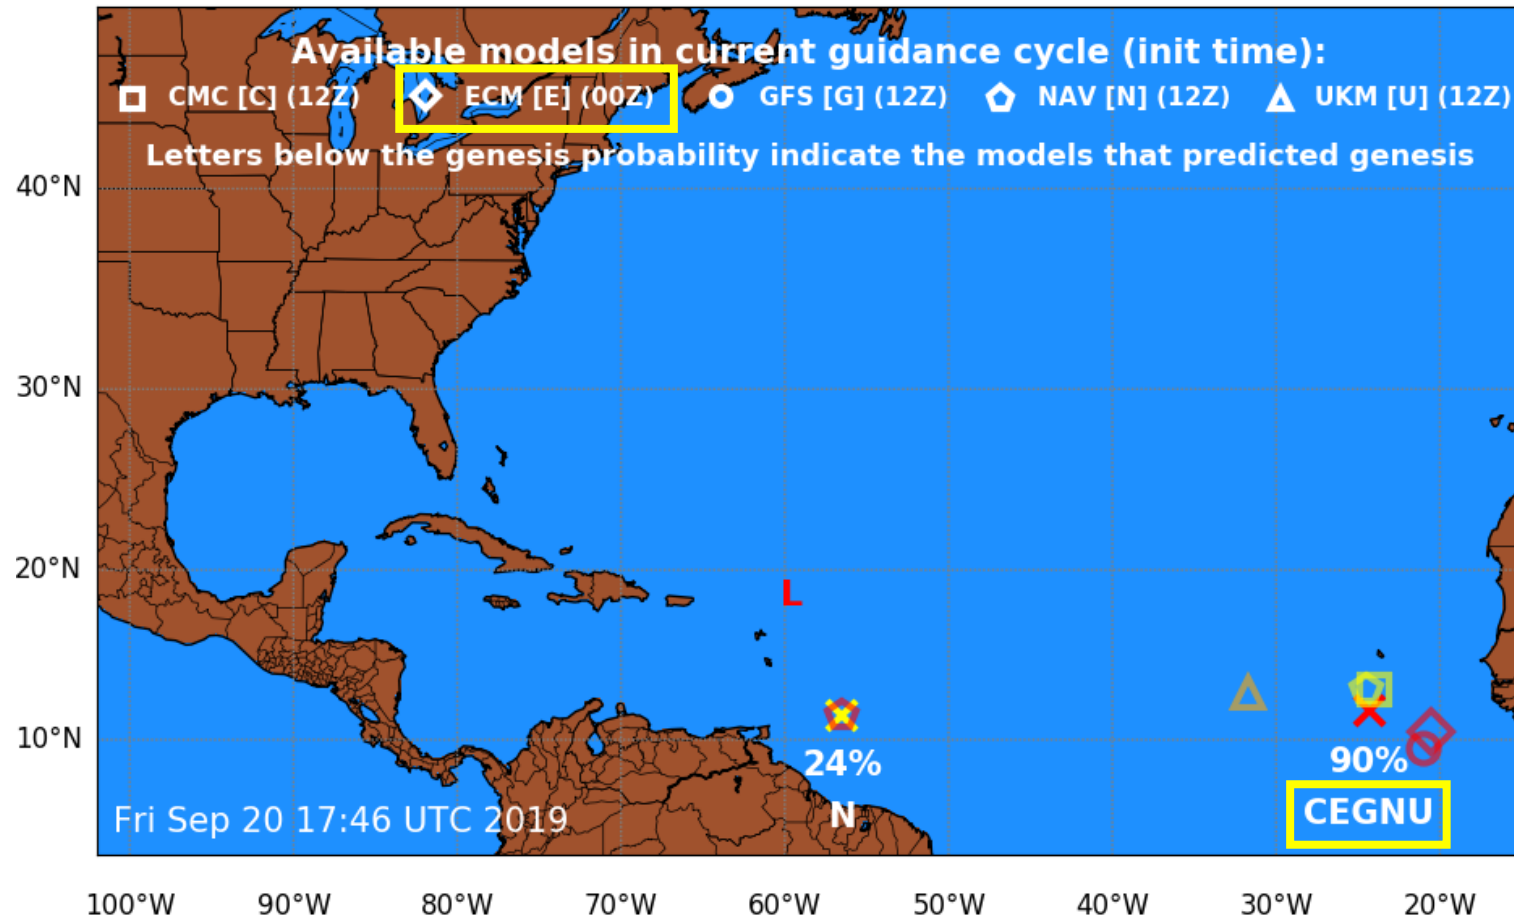 Available models in current guidance cycle (init time):
CMC [C] (12Z) ECM [E] (00Z) GFS [G] (12Z) NAV [N] (12Z) UKM [U] (12Z)
Letters below the genesis probability indicate the models that predicted genesis
40°N
30°N
20°N
L
10°N
24% 90%
N CEGNU
Fri Sep 20 17:46 UTC 2019
100°W 90°W 80°W 70°W 60°W 50°W 40°W 30°W 20°W